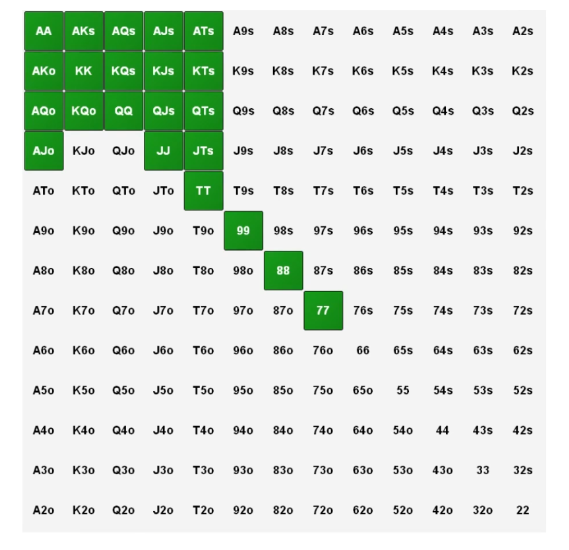 AA AKs AQs AJs ATs A9s A8s A7s A6s A5s A4s A3s A2s
AKo KK KQs KJs KTs K9s K8s K7s K6s K5s K4s K3s K2s
AQo KQo QQ QJs QTs Q9s Q8s Q7s Q6s Q5s Q4s Q3s Q2s
AJo KJo QJo JJ JTs J9s J8s J7s J6s J5s J4s J3s J2s
ATo KTo QTo JTo TT T9s T8s T7s T6s T5s T4s T3s T2s
A9o K9o Q9o J9o T9o 99 98s 97s 96s 95s 94s 93s 92s
A8o K8o Q8o J8o T8o 98o 88 87s 86s 85s 84s 83s 82s
A7o K7o Q7o J7o T7o 97o 87o 77 76s 75s 74s 73s 72s
A6o K6o Q6o J6o T6o 96o 86o 76o 66 65s 64s 63s 62s
A5o K5o Q5o J5o T5o 95o 85o 75o 65o 55 54s 53s 52s
A4o K4o Q4o J4o T4o 94o 84o 74o 64o 54o 44 43s 42s
A3o K3o Q3o J3o T3o 93o 83o 73o 63o 53o 43o 33 32s
A2o K2o Q2o J2o T2o 92o 82o 72o 62o 52o 42o 32o 22